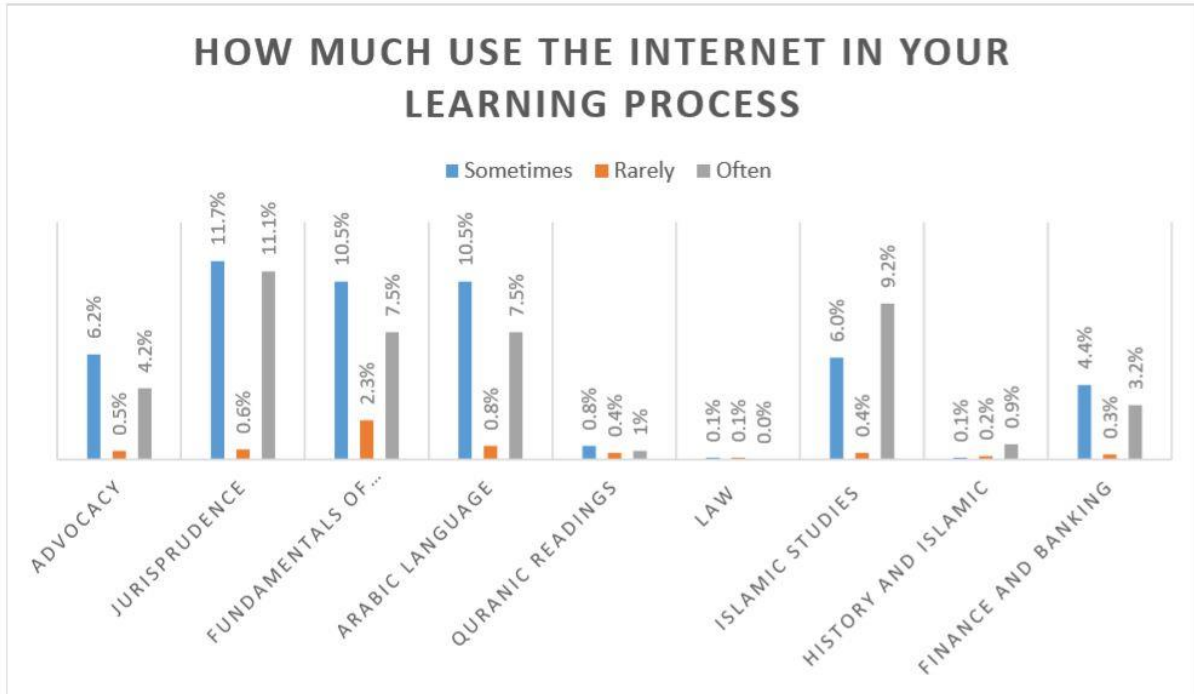 HOW MUCH USE THE INTERNET IN YOUR
LEARNING PROCESS
Sometimes Rarely Often
6.2% 0.5% 4.2%
11.7% 0.6% 11.1%
10.5% 2.3% 7.5%
10.5% 0.8% 7.5%
0.8% 0.4% 1%
0.1% 0.1% 0.0%
6.0% 0.4% 9.2%
0.1% 0.2% 0.9%
4.4% 0.3% 3.2%
ADVOCACY
JURISPRUDENCE
FUNDAMENTALS OF...
ARABIC LANGUAGE
QURANIC READINGS
LAW
ISLAMIC STUDIES
HISTORY AND ISLAMIC
FINANCE AND BANKING